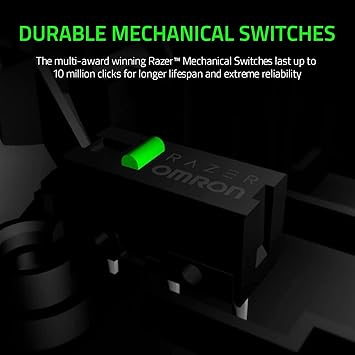 DURABLE MECHANICAL SWITCHES
The multi-award winning Razer™ Mechanical Switches last up to
10 million clicks for longer lifespan and extreme reliability
RAZER
OMRON